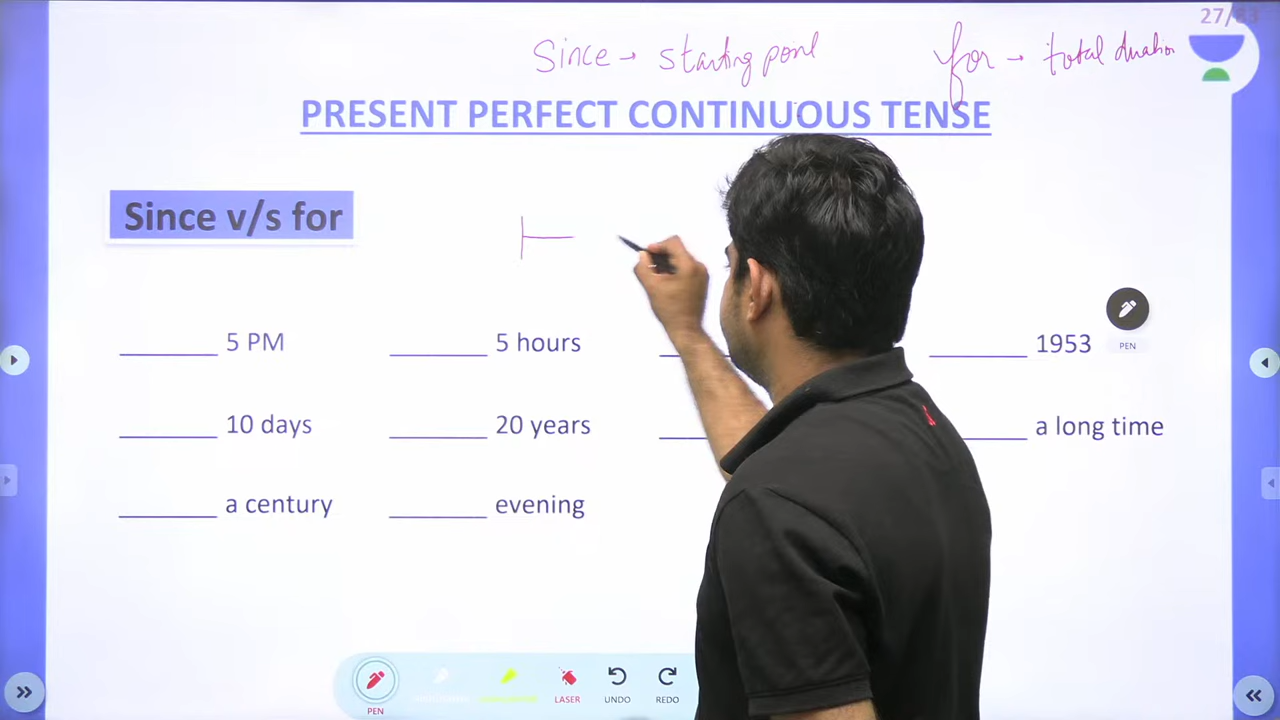 27/53
Since → starting point
for → total duration
PRESENT PERFECT CONTINUOUS TENSE
Since v/s for
_______ 5 PM _______ 5 hours _______ 1953
PEN
_______ 10 days _______ 20 years _______ a long time
_______ a century _______ evening
PEN LASER UNDO REDO